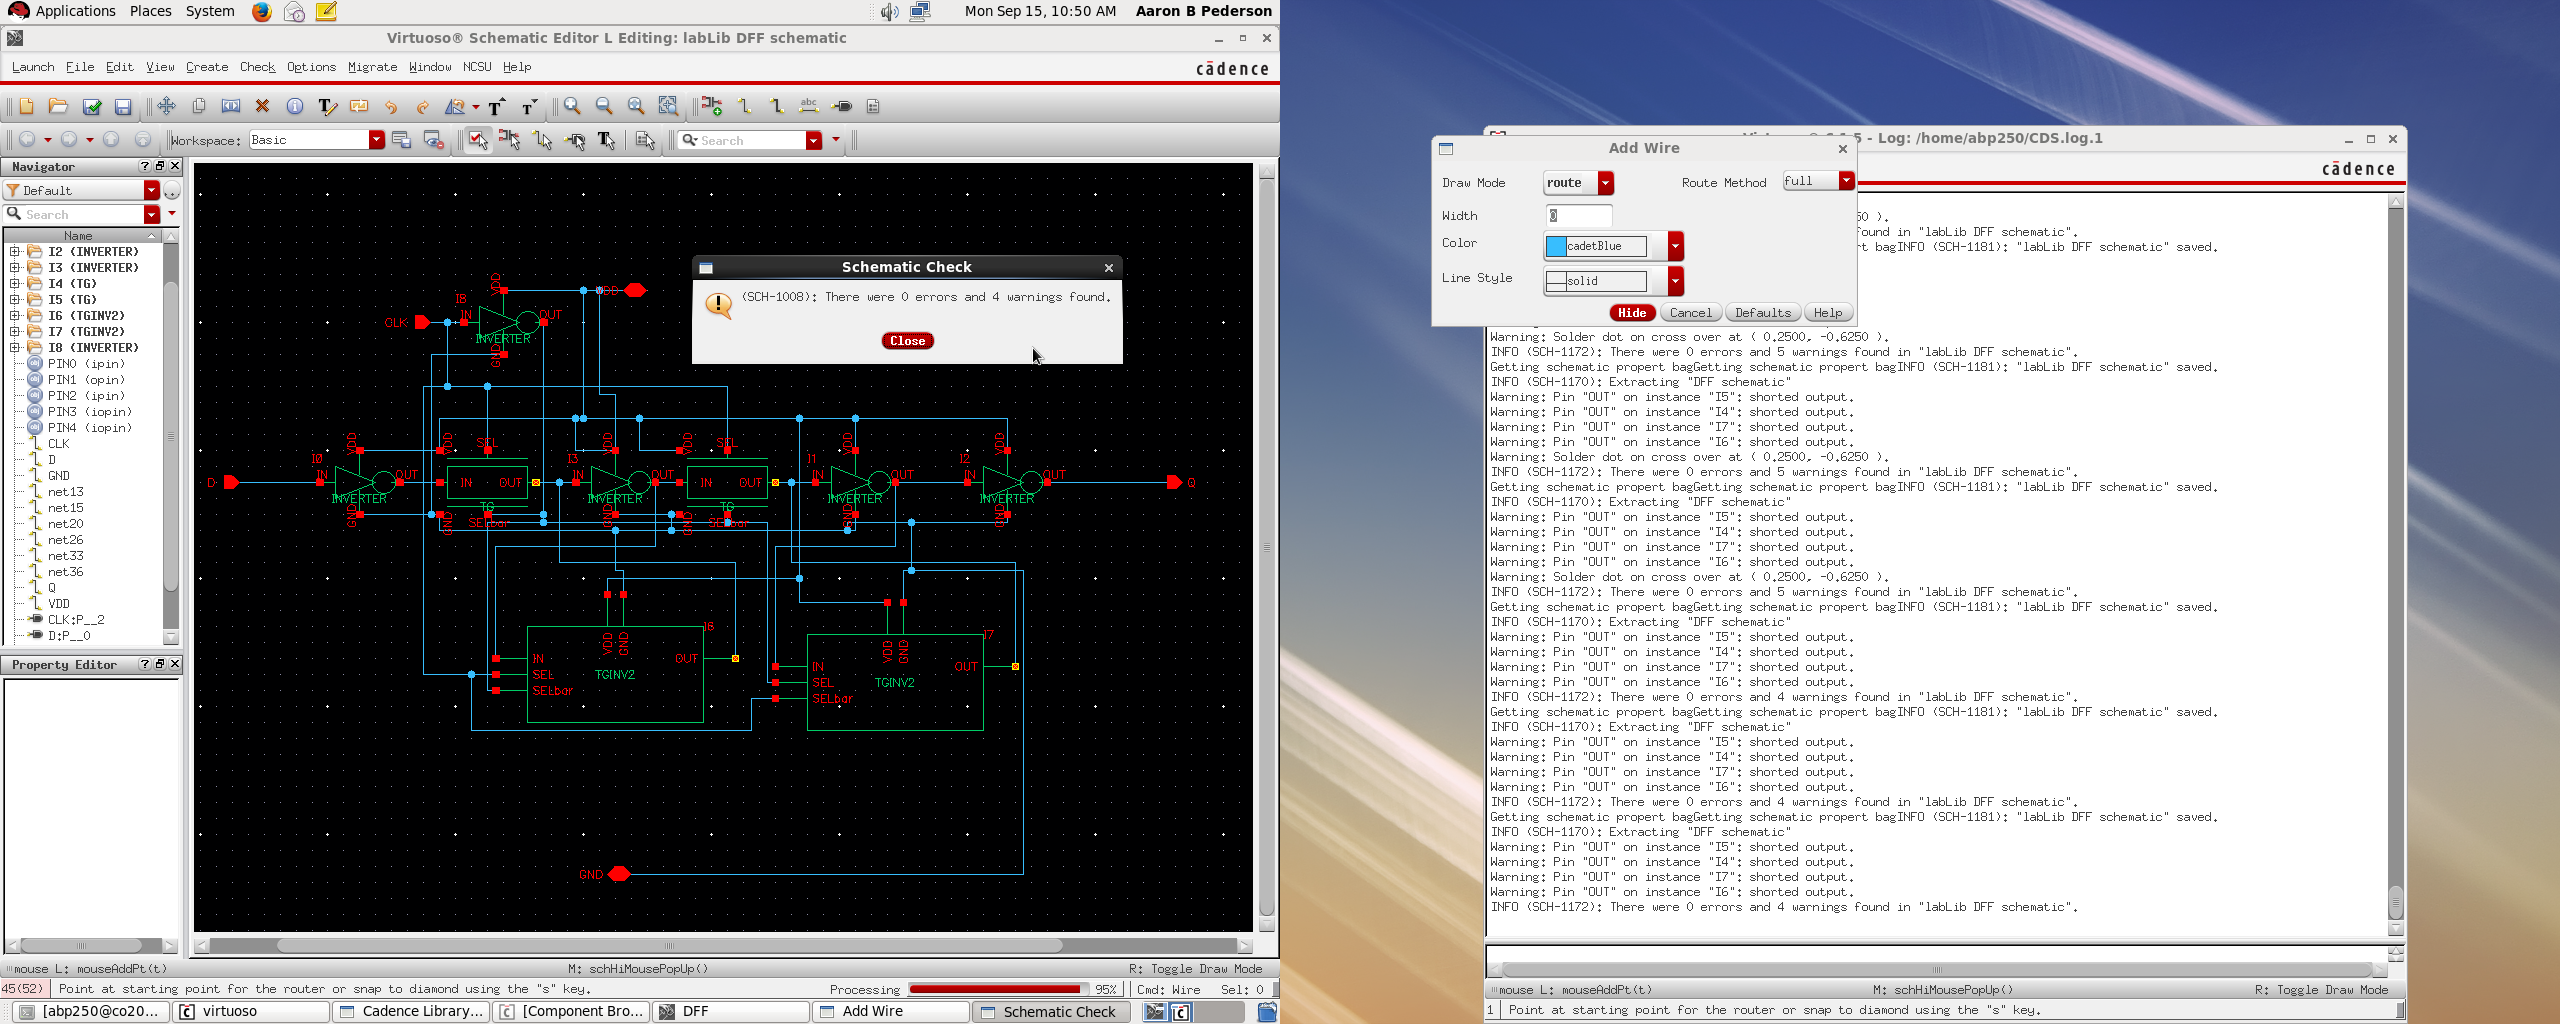 Applications Places System
Mon Sep 15, 10:50 AM Aaron B Pederson
Virtuoso® Schematic Editor L Editing: labLib DFF schematic
Launch File Edit View Create Check Options Migrate Window NCSU Help
cādence
abc
Workspace: Basic
Search
Navigator
Default
Search
Name
I2 (INVERTER)
I3 (INVERTER)
I4 (TG)
I5 (TG)
I6 (TGINV2)
I7 (TGINV2)
I8 (INVERTER)
PIN0 (ipin)
PIN1 (opin)
PIN2 (ipin)
PIN3 (iopin)
PIN4 (iopin)
CLK
D
GND
net13
net15
net20
net26
net33
net36
Q
VDD
CLK:P__2
D:P__0
Property Editor
Schematic Check
(SCH-1008): There were 0 errors and 4 warnings found.
Close
VDD
I8
CLK IN OUT
INVERTER
GND
VDD VDD SEL VDD VDD SEL VDD VDD
I0 I3 I1 I2
D IN OUT IN OUT IN OUT IN OUT IN OUT IN OUT Q
INVERTER TG INVERTER TG INVERTER INVERTER
GND GND SELbar GND GND SELbar GND GND
I6
VDD GND
IN OUT
SEL TGINV2
SELbar
I7
VDD GND
IN OUT
SEL TGINV2
SELbar
GND
mouse L: mouseAddPt(t) M: schHiMousePopUp() R: Toggle Draw Mode
45(52) Point at starting point for the router or snap to diamond using the "s" key. Processing 95% Cmd: Wire Sel: 0
[abp250@co20... virtuoso Cadence Library... [Component Bro... DFF Add Wire Schematic Check
5 - Log: /home/abp250/CDS.log.1
cādence
Add Wire
Draw Mode route Route Method full
Width 0
Color cadetBlue
Line Style solid
Hide Cancel Defaults Help
50 ).
found in "labLib DFF schematic".
rt bagINFO (SCH-1181): "labLib DFF schematic" saved.
Warning: Solder dot on cross over at ( 0.2500, -0.6250 ).
INFO (SCH-1172): There were 0 errors and 5 warnings found in "labLib DFF schematic".
Getting schematic propert bagGetting schematic propert bagINFO (SCH-1181): "labLib DFF schematic" saved.
INFO (SCH-1170): Extracting "DFF schematic"
Warning: Pin "OUT" on instance "I5": shorted output.
Warning: Pin "OUT" on instance "I4": shorted output.
Warning: Pin "OUT" on instance "I7": shorted output.
Warning: Pin "OUT" on instance "I6": shorted output.
Warning: Solder dot on cross over at ( 0.2500, -0.6250 ).
INFO (SCH-1172): There were 0 errors and 5 warnings found in "labLib DFF schematic".
Getting schematic propert bagGetting schematic propert bagINFO (SCH-1181): "labLib DFF schematic" saved.
INFO (SCH-1170): Extracting "DFF schematic"
Warning: Pin "OUT" on instance "I5": shorted output.
Warning: Pin "OUT" on instance "I4": shorted output.
Warning: Pin "OUT" on instance "I7": shorted output.
Warning: Pin "OUT" on instance "I6": shorted output.
Warning: Solder dot on cross over at ( 0.2500, -0.6250 ).
INFO (SCH-1172): There were 0 errors and 5 warnings found in "labLib DFF schematic".
Getting schematic propert bagGetting schematic propert bagINFO (SCH-1181): "labLib DFF schematic" saved.
INFO (SCH-1170): Extracting "DFF schematic"
Warning: Pin "OUT" on instance "I5": shorted output.
Warning: Pin "OUT" on instance "I4": shorted output.
Warning: Pin "OUT" on instance "I7": shorted output.
Warning: Pin "OUT" on instance "I6": shorted output.
INFO (SCH-1172): There were 0 errors and 4 warnings found in "labLib DFF schematic".
Getting schematic propert bagGetting schematic propert bagINFO (SCH-1181): "labLib DFF schematic" saved.
INFO (SCH-1170): Extracting "DFF schematic"
Warning: Pin "OUT" on instance "I5": shorted output.
Warning: Pin "OUT" on instance "I4": shorted output.
Warning: Pin "OUT" on instance "I7": shorted output.
Warning: Pin "OUT" on instance "I6": shorted output.
INFO (SCH-1172): There were 0 errors and 4 warnings found in "labLib DFF schematic".
Getting schematic propert bagGetting schematic propert bagINFO (SCH-1181): "labLib DFF schematic" saved.
INFO (SCH-1170): Extracting "DFF schematic"
Warning: Pin "OUT" on instance "I5": shorted output.
Warning: Pin "OUT" on instance "I4": shorted output.
Warning: Pin "OUT" on instance "I7": shorted output.
Warning: Pin "OUT" on instance "I6": shorted output.
INFO (SCH-1172): There were 0 errors and 4 warnings found in "labLib DFF schematic".
mouse L: mouseAddPt(t) M: schHiMousePopUp() R: Toggle Draw Mode
1 Point at starting point for the router or snap to diamond using the "s" key.